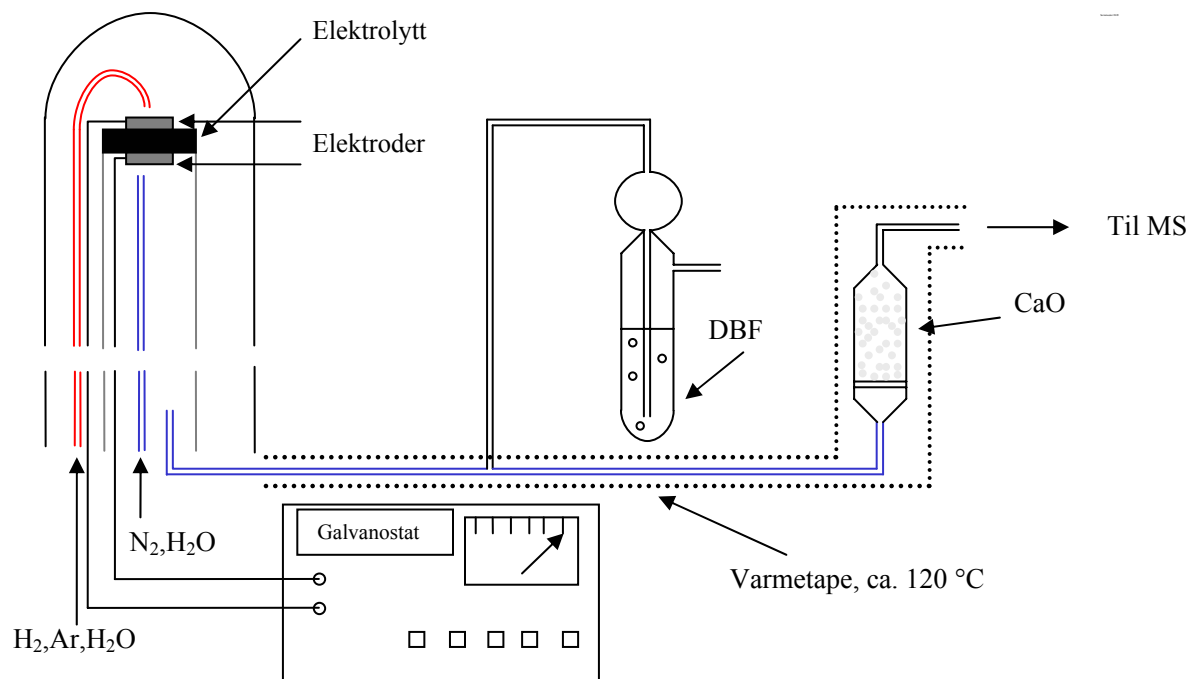 Elektrolytt
Elektroder
Til MS
CaO
DBF
N₂,H₂O
Galvanostat
Varmetape, ca. 120 °C
H₂,Ar,H₂O